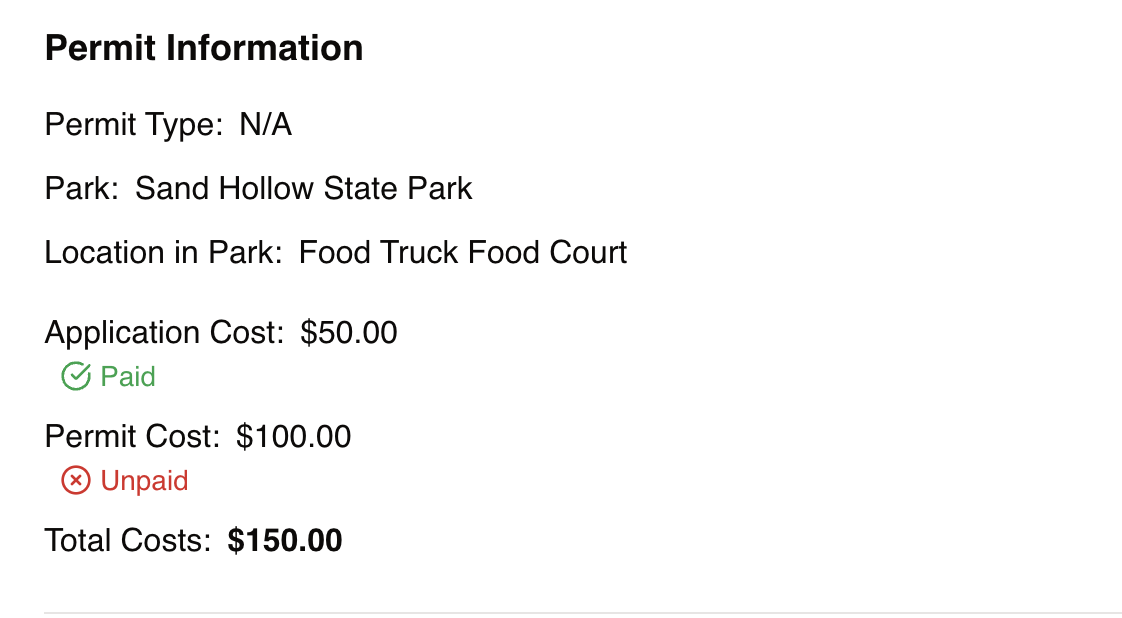 Permit Information
Permit Type: N/A
Park: Sand Hollow State Park
Location in Park: Food Truck Food Court
Application Cost: $50.00
Paid
Permit Cost: $100.00
Unpaid
Total Costs: $150.00